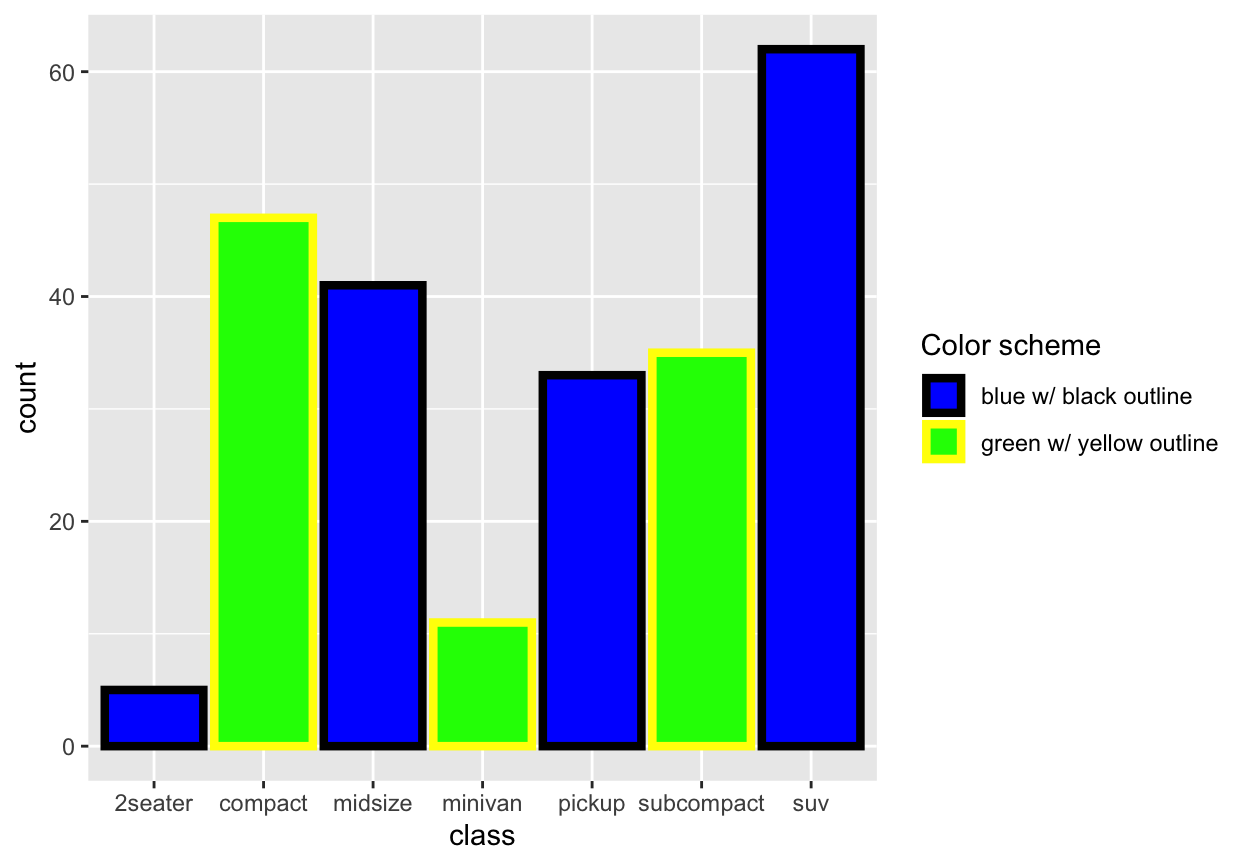 60
40
20
0
count
2seater compact midsize minivan pickup subcompact suv
class
Color scheme
blue w/ black outline
green w/ yellow outline